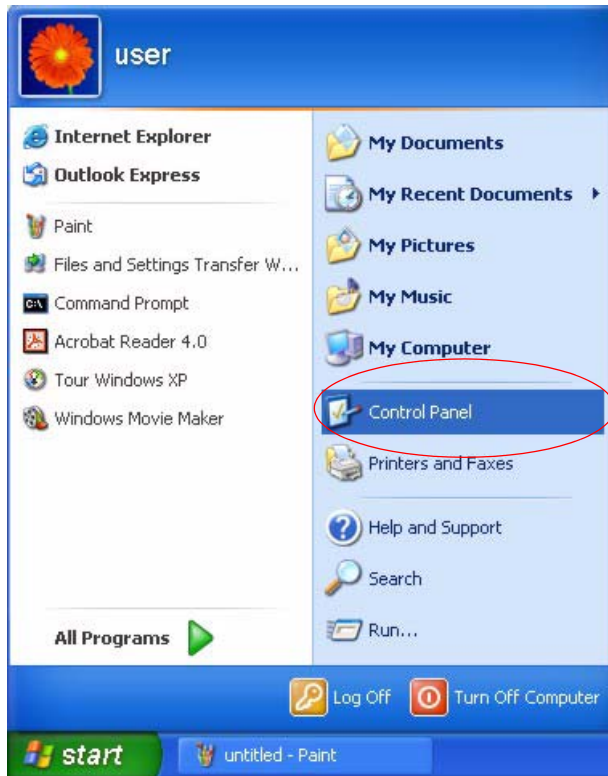 user
Internet Explorer
Outlook Express
Paint
Files and Settings Transfer W...
Command Prompt
Acrobat Reader 4.0
Tour Windows XP
Windows Movie Maker
All Programs
My Documents
My Recent Documents
My Pictures
My Music
My Computer
Control Panel
Printers and Faxes
Help and Support
Search
Run...
Log Off
Turn Off Computer
start
untitled - Paint